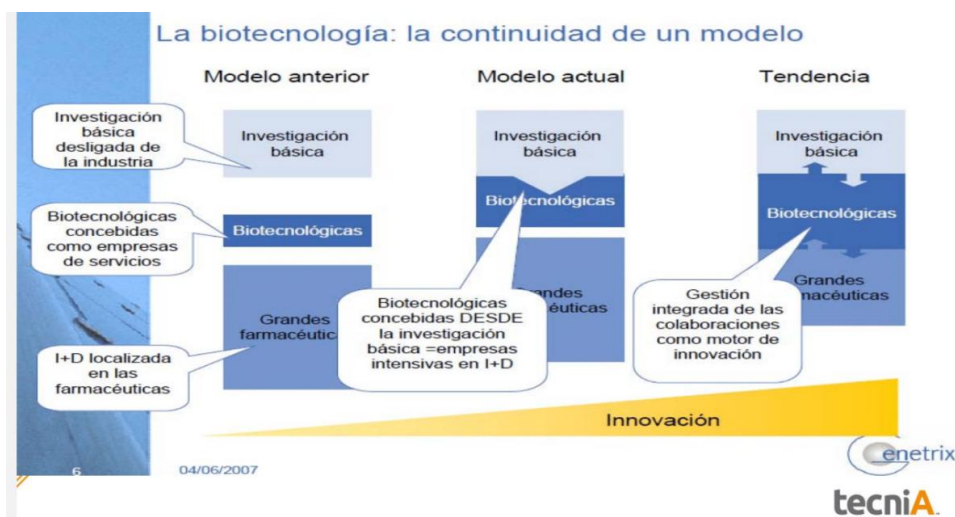 La biotecnología: la continuidad de un modelo
Modelo anterior
Modelo actual
Tendencia
Investigación
básica
desligada de
la industria
Investigación
básica
Investigación
básica
Investigación
básica
Biotecnológicas
concebidas
como empresas
de servicios
Biotecnológicas
Biotecnológicas
Biotecnológicas
I+D localizada
en las
farmacéuticas
Grandes
Biotecnológicas
concebidas DESDE
la investigación
básica =empresas
intensivas en I+D
Gestión
integrada de las
colaboraciones
como motor de
innovación
Grandes
Innovación
6
04/06/2007
Genetrix
tecniA